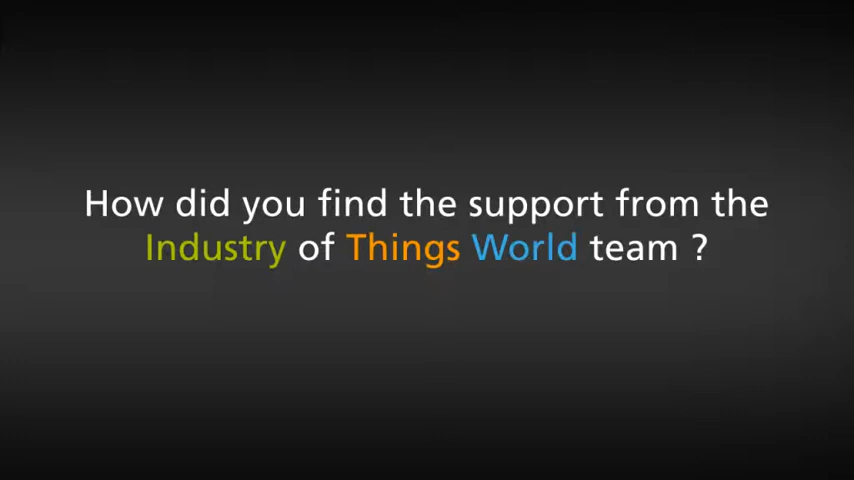 How did you find the support from the
Industry of Things World team ?